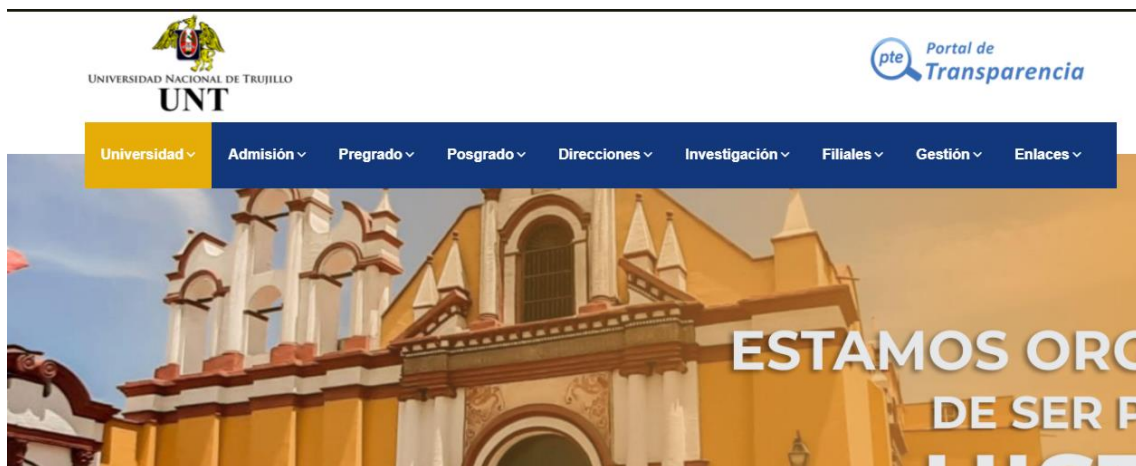 UNIVERSIDAD NACIONAL DE TRUJILLO
UNT
pte
Portal de
Transparencia
Universidad
Admisión
Pregrado
Posgrado
Direcciones
Investigación
Filiales
Gestión
Enlaces
ESTAMOS
DE SER